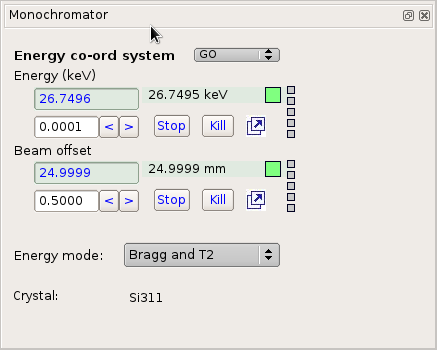 Monochromator
Energy co-ord system GO
Energy (keV)
26.7496 26.7495 keV
0.0001 < > Stop Kill
Beam offset
24.9999 24.9999 mm
0.5000 < > Stop Kill
Energy mode: Bragg and T2
Crystal: Si311